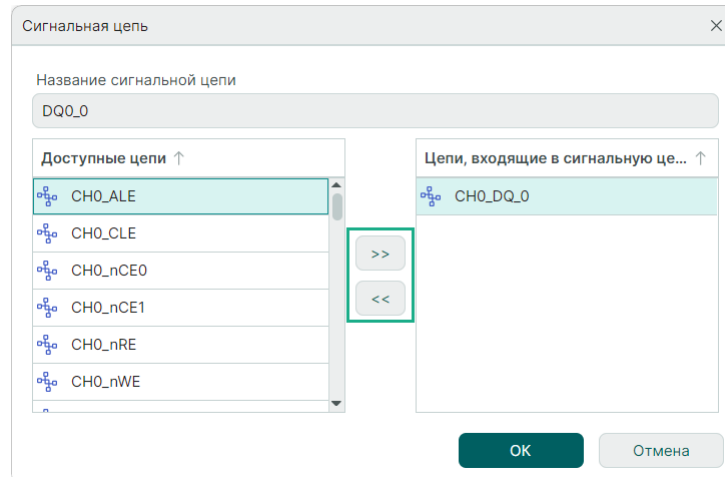 Сигнальная цепь
Название сигнальной цепи
DQ0_0
Доступные цепи ↑
CH0_ALE
CH0_CLE
CH0_nCE0
CH0_nCE1
CH0_nRE
CH0_nWE
>>
<<
Цепи, входящие в сигнальную це... ↑
CH0_DQ_0
ОК
Отмена